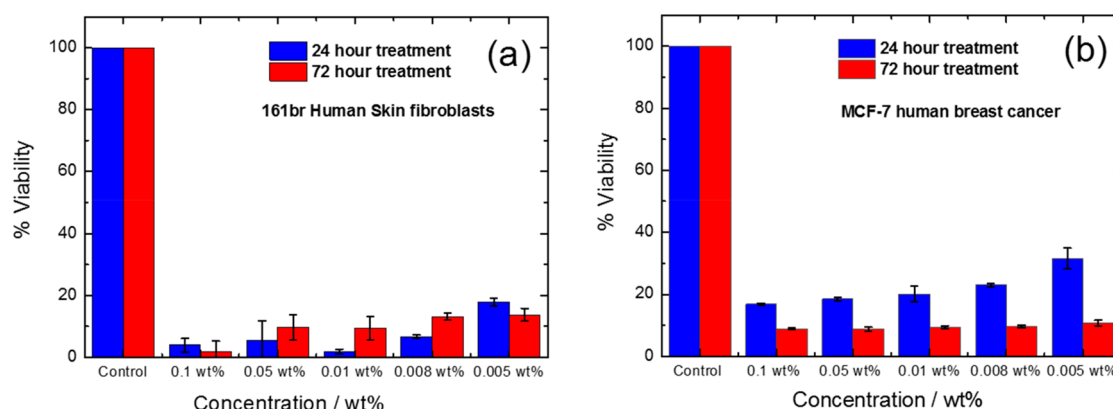 (a)
24 hour treatment
72 hour treatment
161br Human Skin fibroblasts
% Viability
100
80
60
40
20
0
Control 0.1 wt% 0.05 wt% 0.01 wt% 0.008 wt% 0.005 wt%
Concentration / wt%
(b)
24 hour treatment
72 hour treatment
MCF-7 human breast cancer
% Viability
100
80
60
40
20
0
Control 0.1 wt% 0.05 wt% 0.01 wt% 0.008 wt% 0.005 wt%
Concentration / wt%